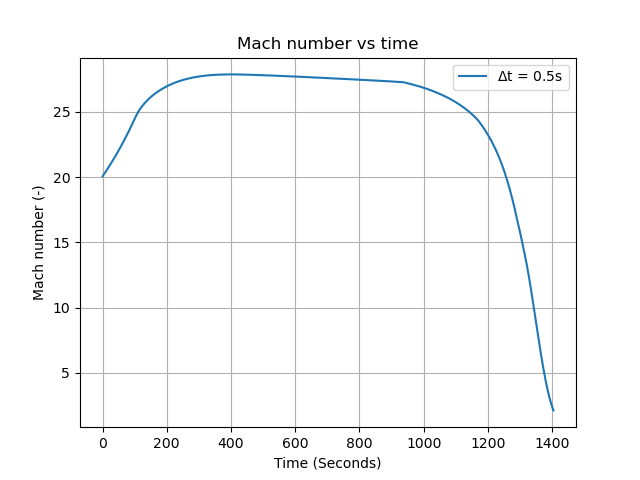 Mach number vs time
Δt = 0.5s
Mach number (-)
25
20
15
10
5
0 200 400 600 800 1000 1200 1400
Time (Seconds)